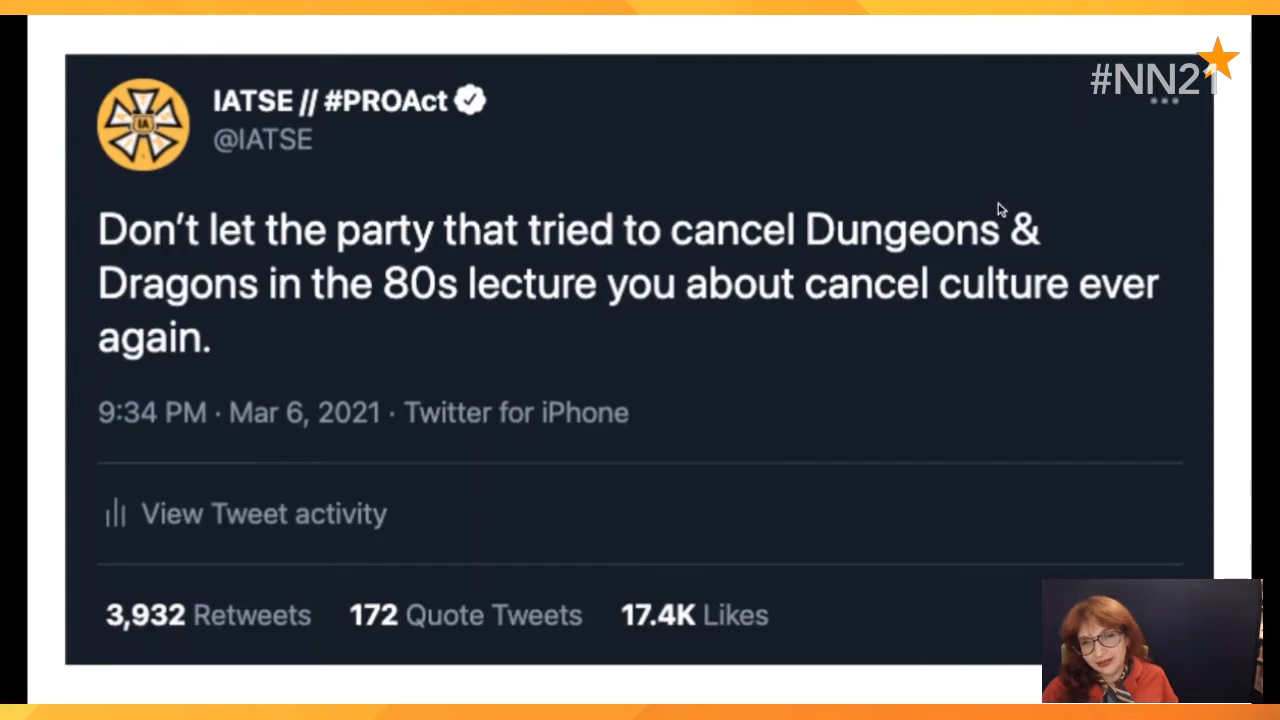 #NN21
IATSE // #PROAct
@IATSE
IA
Don’t let the party that tried to cancel Dungeons &
Dragons in the 80s lecture you about cancel culture ever
again.
9:34 PM · Mar 6, 2021 · Twitter for iPhone
View Tweet activity
3,932 Retweets 172 Quote Tweets 17.4K Likes